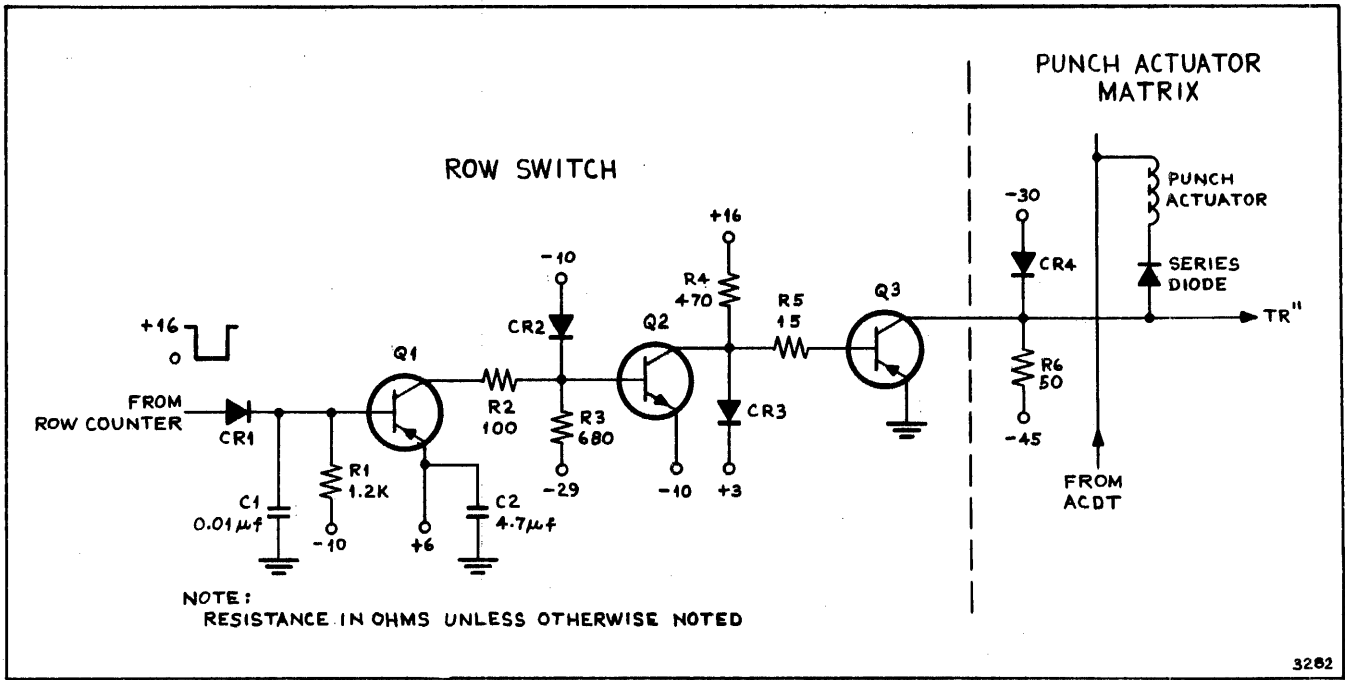 PUNCH ACTUATOR
MATRIX
ROW SWITCH
PUNCH
ACTUATOR
-30
CR4
SERIES
DIODE
+16
R4
470
-10
CR2
Q2
R5
15
Q3
TR"
+16
0
Q1
R6
50
FROM
ROW COUNTER
CR1
R2
100
R3
680
CR3
-45
R1
1.2K
C1
0.01µf
-10
+6
C2
4.7µf
-29
-10
+3
FROM
ACDT
NOTE:
RESISTANCE IN OHMS UNLESS OTHERWISE NOTED
3282